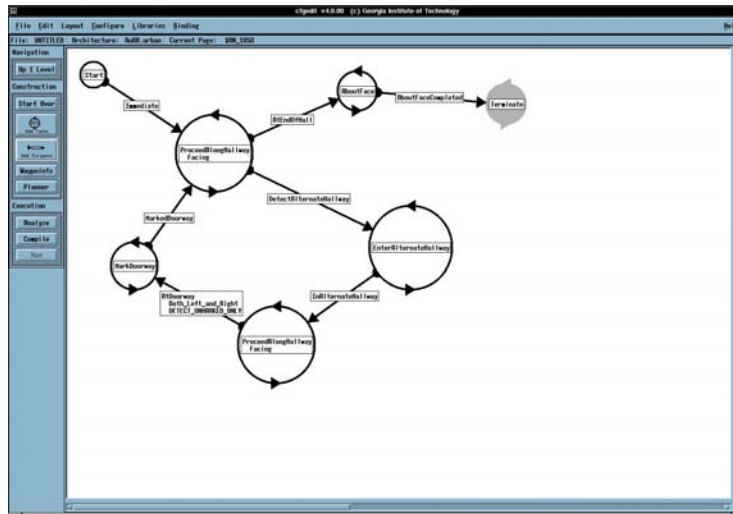 cfgedit v4.0.00 (c) Georgia Institute of Technology
File Edit Layout Configure Libraries Binding
File: UNTITLED Architecture: AuRA.urban Current Page:
Navigation
Up 1 Level
Construction
Start Over
Add Tasks
Add Triggers
Waypoints
Planner
Execution
Analyze
Compile
Run
Start
Immediate
AboutFace
AboutFaceCompleted
Terminate
AtEndOfHall
ProceedAlongHallway
Facing
DetectAlternateHallway
MarkedDoorway
EnterAlternateHallway
MarkDoorway
InAlternateHallway
AtDoorway
Both_Left_and_Right
DETECT_UNMARKED_ONLY
ProceedAlongHallway
Facing